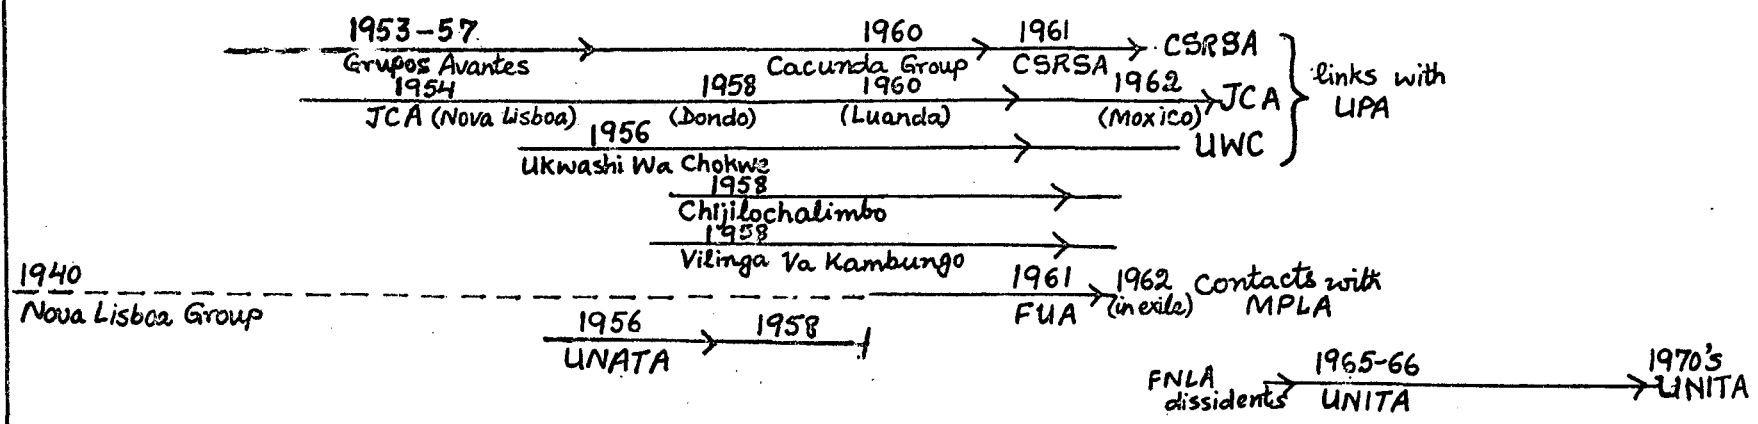 1953-57 1960 1961 CSRSA
Grupos Avantes Cacunda Group CSRSA
links with
UPA
1954 1958 1960 1962 JCA
JCA (Nova Lisboa) (Dondo) (Luanda) (Moxico)
1956 UWC
Ukwashi Wa Chokwe
1958
Chijilochalimbo
1958
Vilinga Va Kambungo
1940 1961 1962 Contacts with
Nova Lisboa Group FUA (in exile) MPLA
1956 1958
UNATA
FNLA 1965-66 1970's
dissidents UNITA UNITA